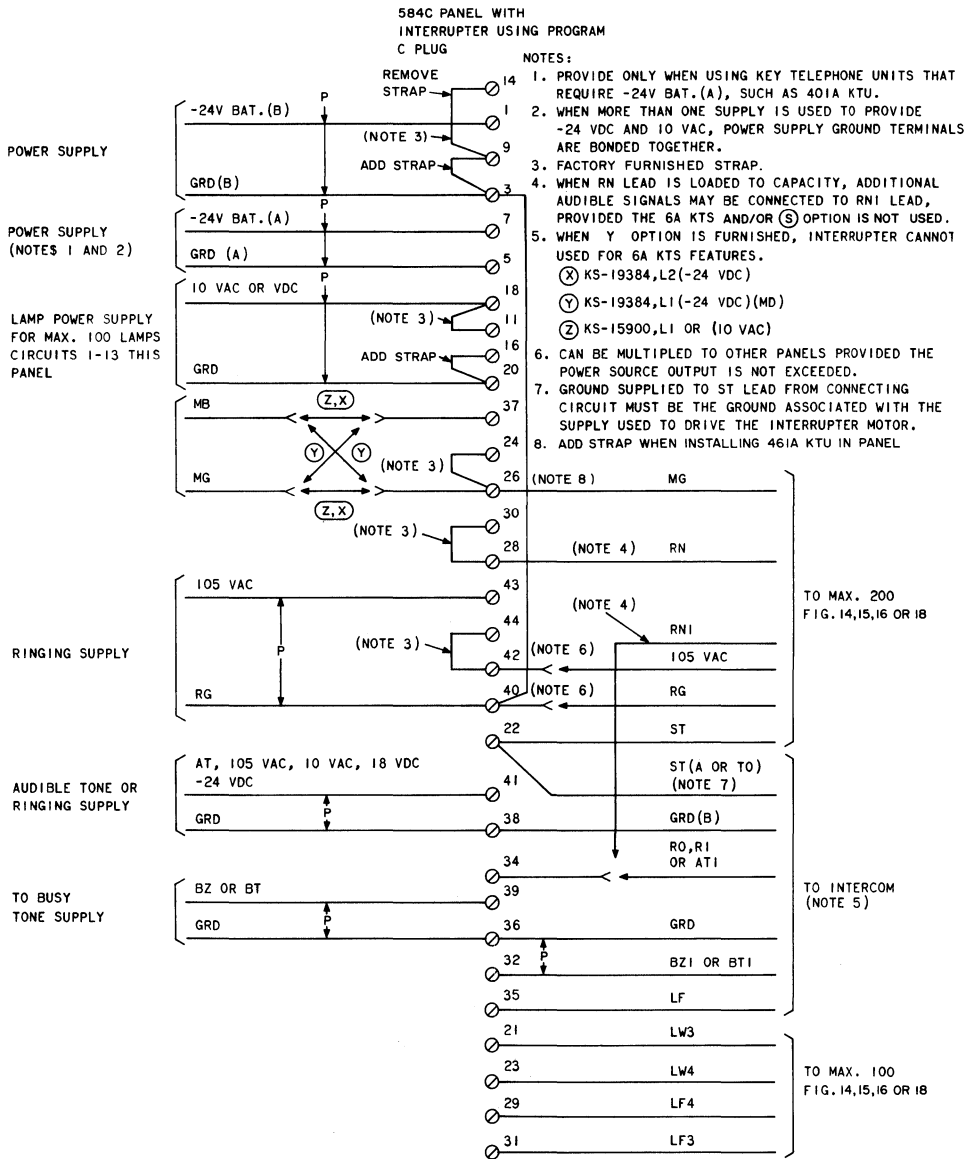 584C PANEL WITH
INTERRUPTER USING PROGRAM
C PLUG
NOTES:
1. PROVIDE ONLY WHEN USING KEY TELEPHONE UNITS THAT
REQUIRE -24V BAT.(A), SUCH AS 401A KTU.
2. WHEN MORE THAN ONE SUPPLY IS USED TO PROVIDE
-24 VDC AND 10 VAC, POWER SUPPLY GROUND TERMINALS
ARE BONDED TOGETHER.
3. FACTORY FURNISHED STRAP.
4. WHEN RN LEAD IS LOADED TO CAPACITY, ADDITIONAL
AUDIBLE SIGNALS MAY BE CONNECTED TO RN1 LEAD,
PROVIDED THE 6A KTS AND/OR (S) OPTION IS NOT USED.
5. WHEN Y OPTION IS FURNISHED, INTERRUPTER CANNOT
USED FOR 6A KTS FEATURES.
(X) KS-19384,L2(-24 VDC)
(Y) KS-19384,L1(-24 VDC)(MD)
(Z) KS-15900,L1 OR (10 VAC)
6. CAN BE MULTIPLED TO OTHER PANELS PROVIDED THE
POWER SOURCE OUTPUT IS NOT EXCEEDED.
7. GROUND SUPPLIED TO ST LEAD FROM CONNECTING
CIRCUIT MUST BE THE GROUND ASSOCIATED WITH THE
SUPPLY USED TO DRIVE THE INTERRUPTER MOTOR.
8. ADD STRAP WHEN INSTALLING 461A KTU IN PANEL
REMOVE
STRAP
14
POWER SUPPLY
-24V BAT.(B)
P
1
(NOTE 3)
9
ADD STRAP
GRD(B)
3
POWER SUPPLY
(NOTES 1 AND 2)
-24V BAT.(A)
P
7
GRD (A)
5
LAMP POWER SUPPLY
FOR MAX. 100 LAMPS
CIRCUITS 1-13 THIS
PANEL
10 VAC OR VDC
P
18
(NOTE 3)
11
ADD STRAP
16
GRD
20
MB
Z,X
37
Y
Y
24
(NOTE 3)
MG
Z,X
26
(NOTE 8)
MG
30
(NOTE 3)
28
(NOTE 4)
RN
TO MAX. 200
FIG.14,15,16 OR 18
RINGING SUPPLY
105 VAC
P
43
44
(NOTE 4)
RN1
(NOTE 3)
42
(NOTE 6)
105 VAC
RG
40
(NOTE 6)
RG
22
ST
AUDIBLE TONE OR
RINGING SUPPLY
AT, 105 VAC, 10 VAC, 18 VDC
-24 VDC
P
41
ST(A OR TO)
(NOTE 7)
GRD
38
GRD(B)
34
RO,R1
OR AT1
TO INTERCOM
(NOTE 5)
TO BUSY
TONE SUPPLY
BZ OR BT
P
39
GRD
36
GRD
P
32
BZ1 OR BT1
35
LF
21
LW3
23
LW4
TO MAX. 100
FIG.14,15,16 OR 18
29
LF4
31
LF3